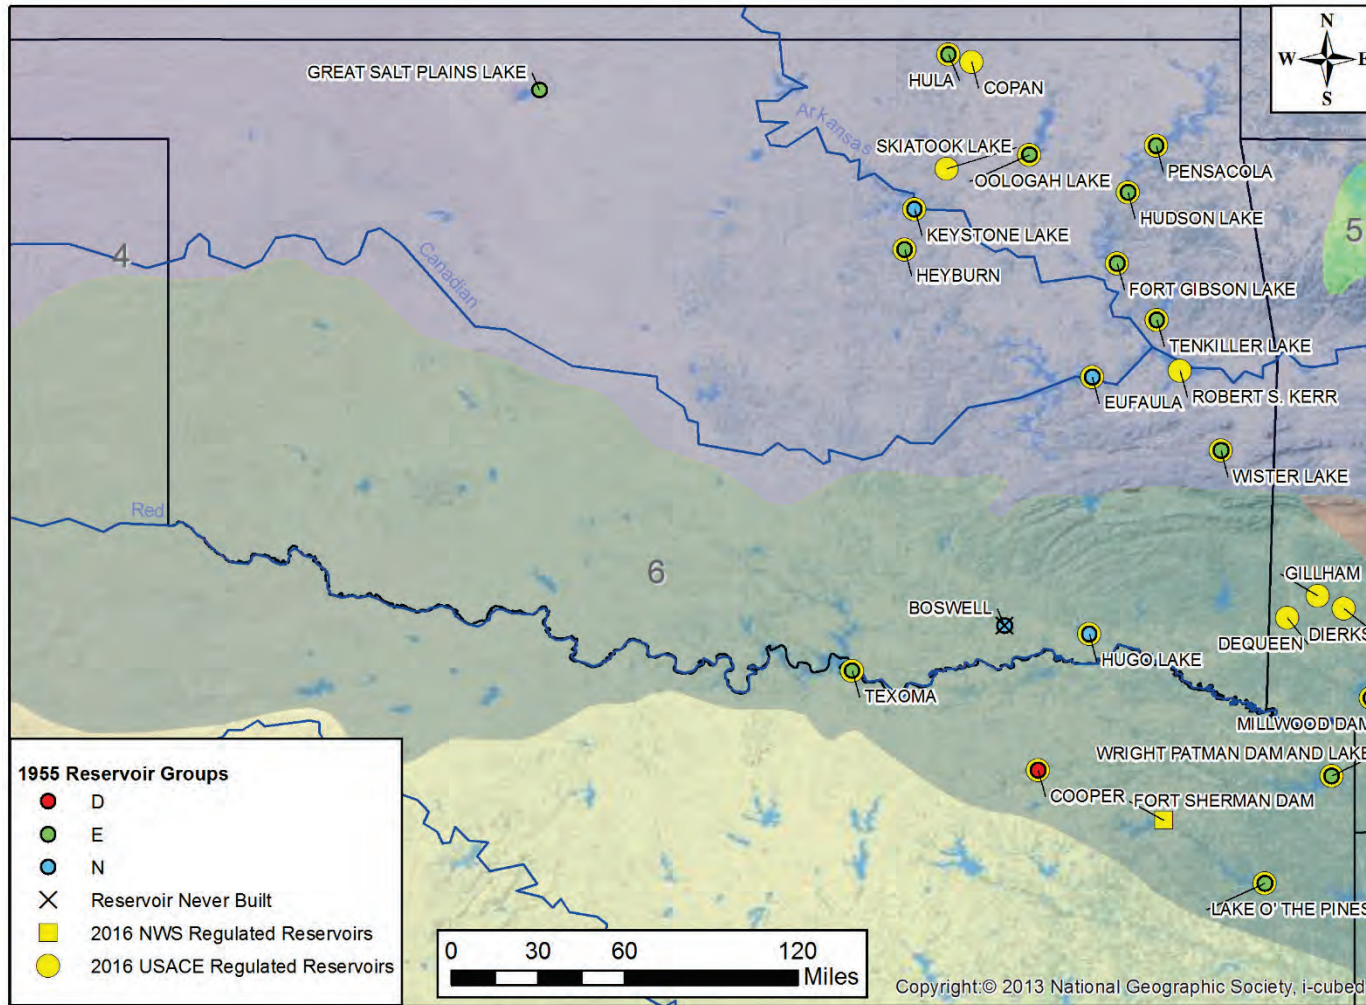 N
W E
S
GREAT SALT PLAINS LAKE
HULA
COPAN
Arkansas
SKIATOOK LAKE
OOLOGAH LAKE
PENSACOLA
HUDSON LAKE
5
KEYSTONE LAKE
4
Canadian
HEYBURN
FORT GIBSON LAKE
TENKILLER LAKE
EUFAULA
ROBERT S. KERR
WISTER LAKE
Red
6
GILLHAM
BOSWELL
DEQUEEN
DIERKS
HUGO LAKE
TEXOMA
MILLWOOD DAM
WRIGHT PATMAN DAM AND LAKE
COOPER
FORT SHERMAN DAM
LAKE O' THE PINES
1955 Reservoir Groups
D
E
N
Reservoir Never Built
2016 NWS Regulated Reservoirs
2016 USACE Regulated Reservoirs
0 30 60 120
Miles
Copyright:© 2013 National Geographic Society, i-cubed